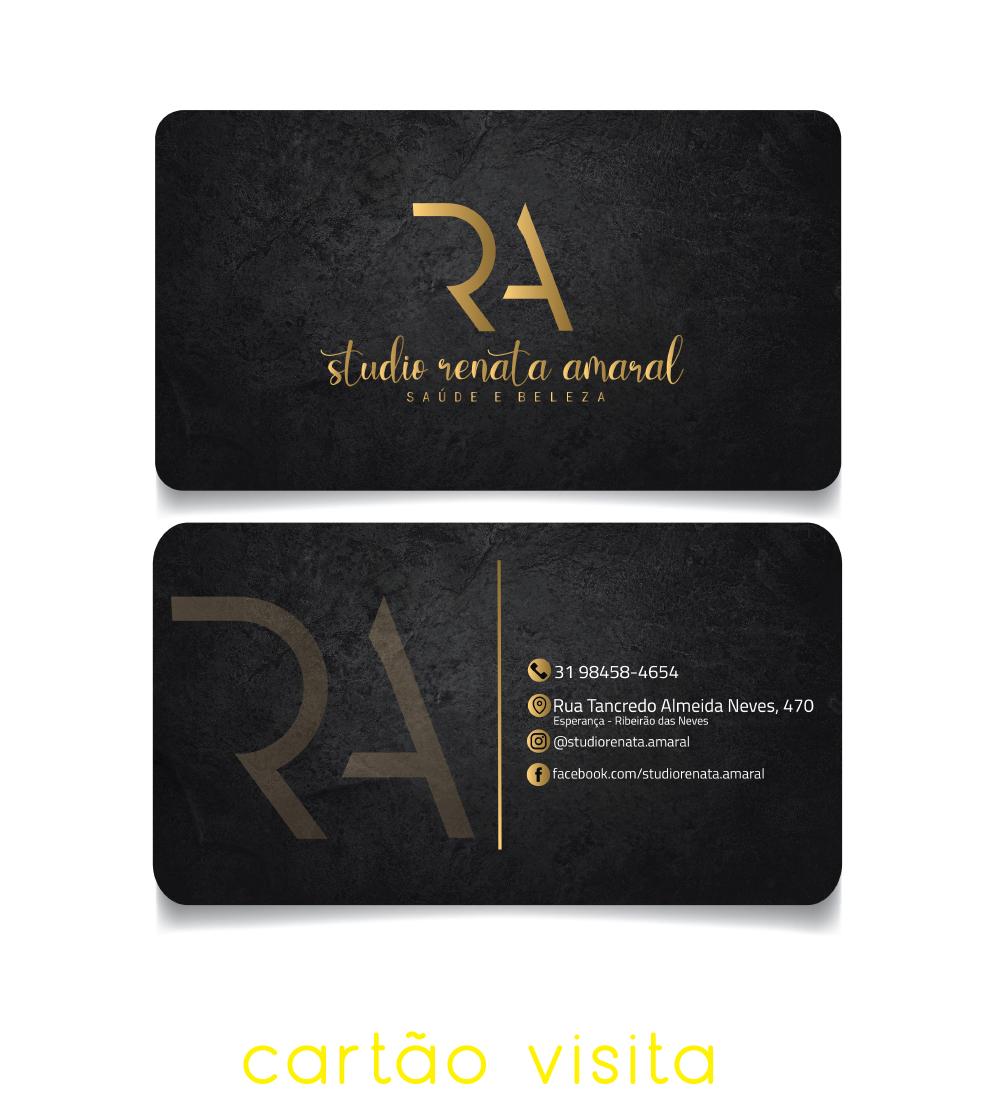 RA
studio renata amaral
SAÚDE E BELEZA
RA
31 98458-4654
Rua Tancredo Almeida Neves, 470
Esperança - Ribeirão das Neves
@studiorenata.amaral
facebook.com/studiorenata.amaral
cartão visita